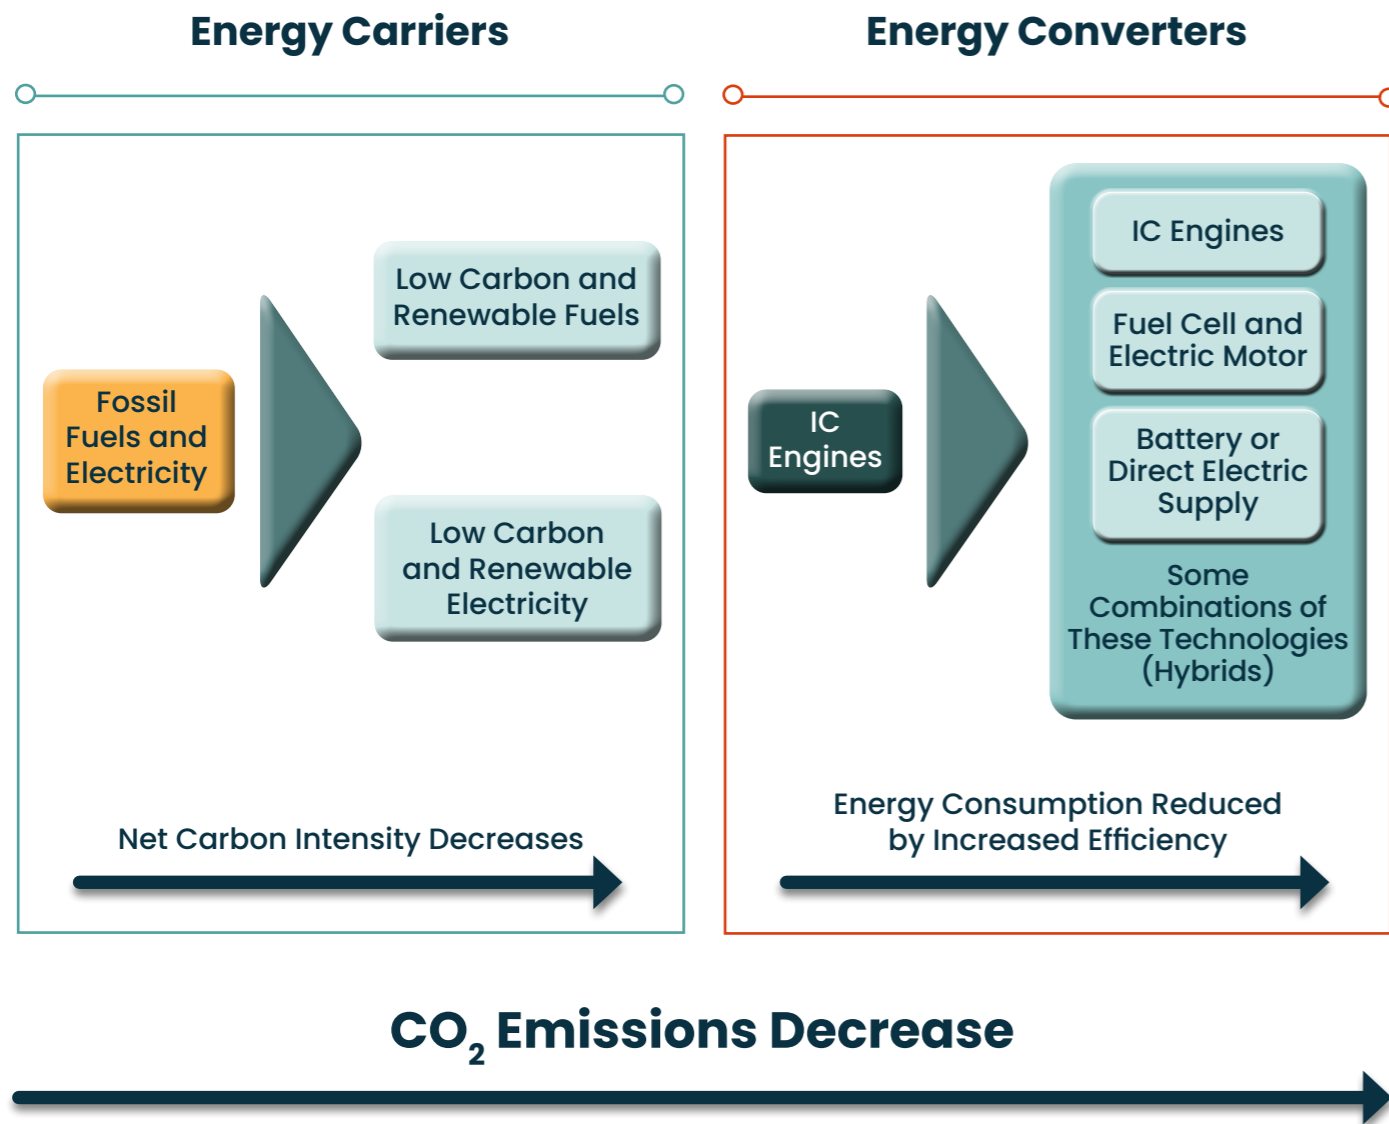 Energy Carriers
Fossil
Fuels and
Electricity
Low Carbon and
Renewable Fuels
Low Carbon
and Renewable
Electricity
Net Carbon Intensity Decreases
Energy Converters
IC
Engines
IC Engines
Fuel Cell and
Electric Motor
Battery or
Direct Electric
Supply
Some
Combinations of
These Technologies
(Hybrids)
Energy Consumption Reduced
by Increased Efficiency
CO₂ Emissions Decrease